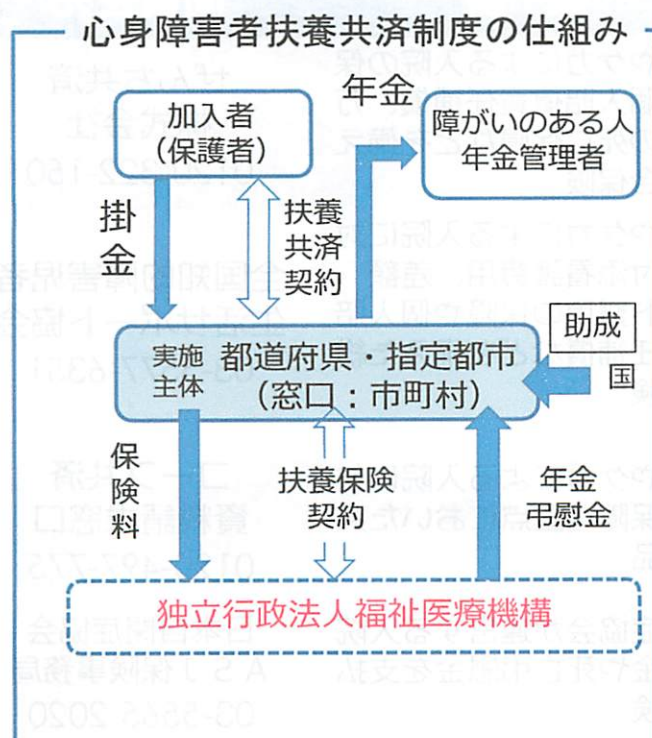 心身障害者扶養共済制度の仕組み
加入者
（保護者）
年金
障がいのある人
年金管理者
掛金
扶養
共済
契約
実施
主体
都道府県・指定都市
（窓口：市町村）
助成
国
保険料
扶養保険
契約
年金
弔慰金
独立行政法人福祉医療機構